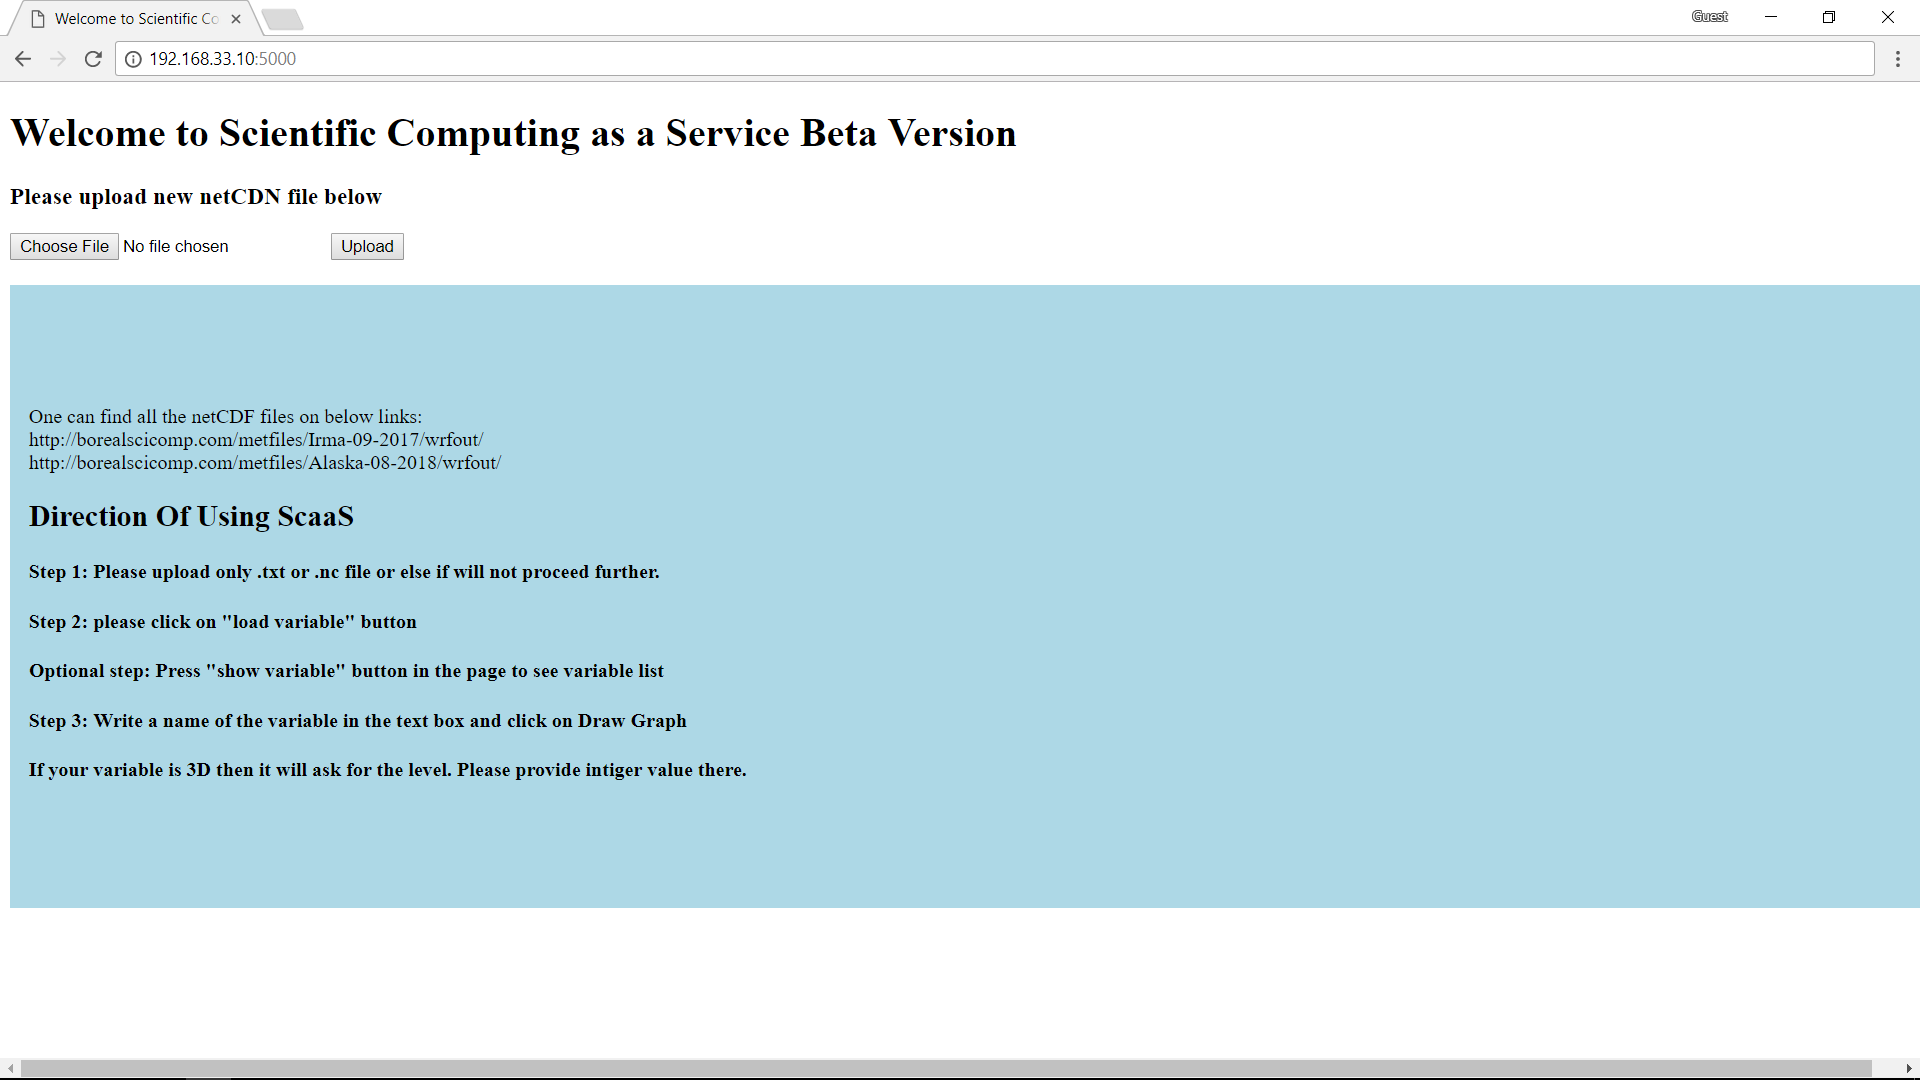 Welcome to Scientific Co
Guest
192.168.33.10:5000
Welcome to Scientific Computing as a Service Beta Version
Please upload new netCDN file below
Choose File No file chosen Upload
One can find all the netCDF files on below links:
http://borealscicomp.com/metfiles/Irma-09-2017/wrfout/
http://borealscicomp.com/metfiles/Alaska-08-2018/wrfout/
Direction Of Using ScaaS
Step 1: Please upload only .txt or .nc file or else if will not proceed further.
Step 2: please click on "load variable" button
Optional step: Press "show variable" button in the page to see variable list
Step 3: Write a name of the variable in the text box and click on Draw Graph
If your variable is 3D then it will ask for the level. Please provide intiger value there.